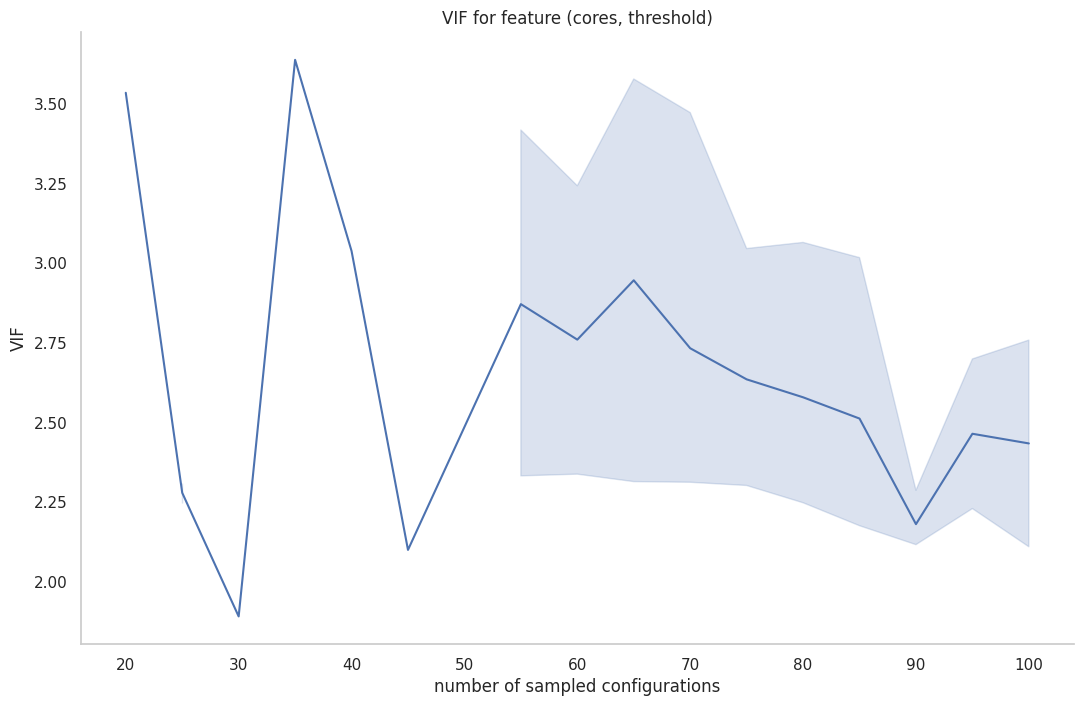 VIF for feature (cores, threshold)
3.50
3.25
3.00
2.75
2.50
2.25
2.00
VIF
20 30 40 50 60 70 80 90 100
number of sampled configurations